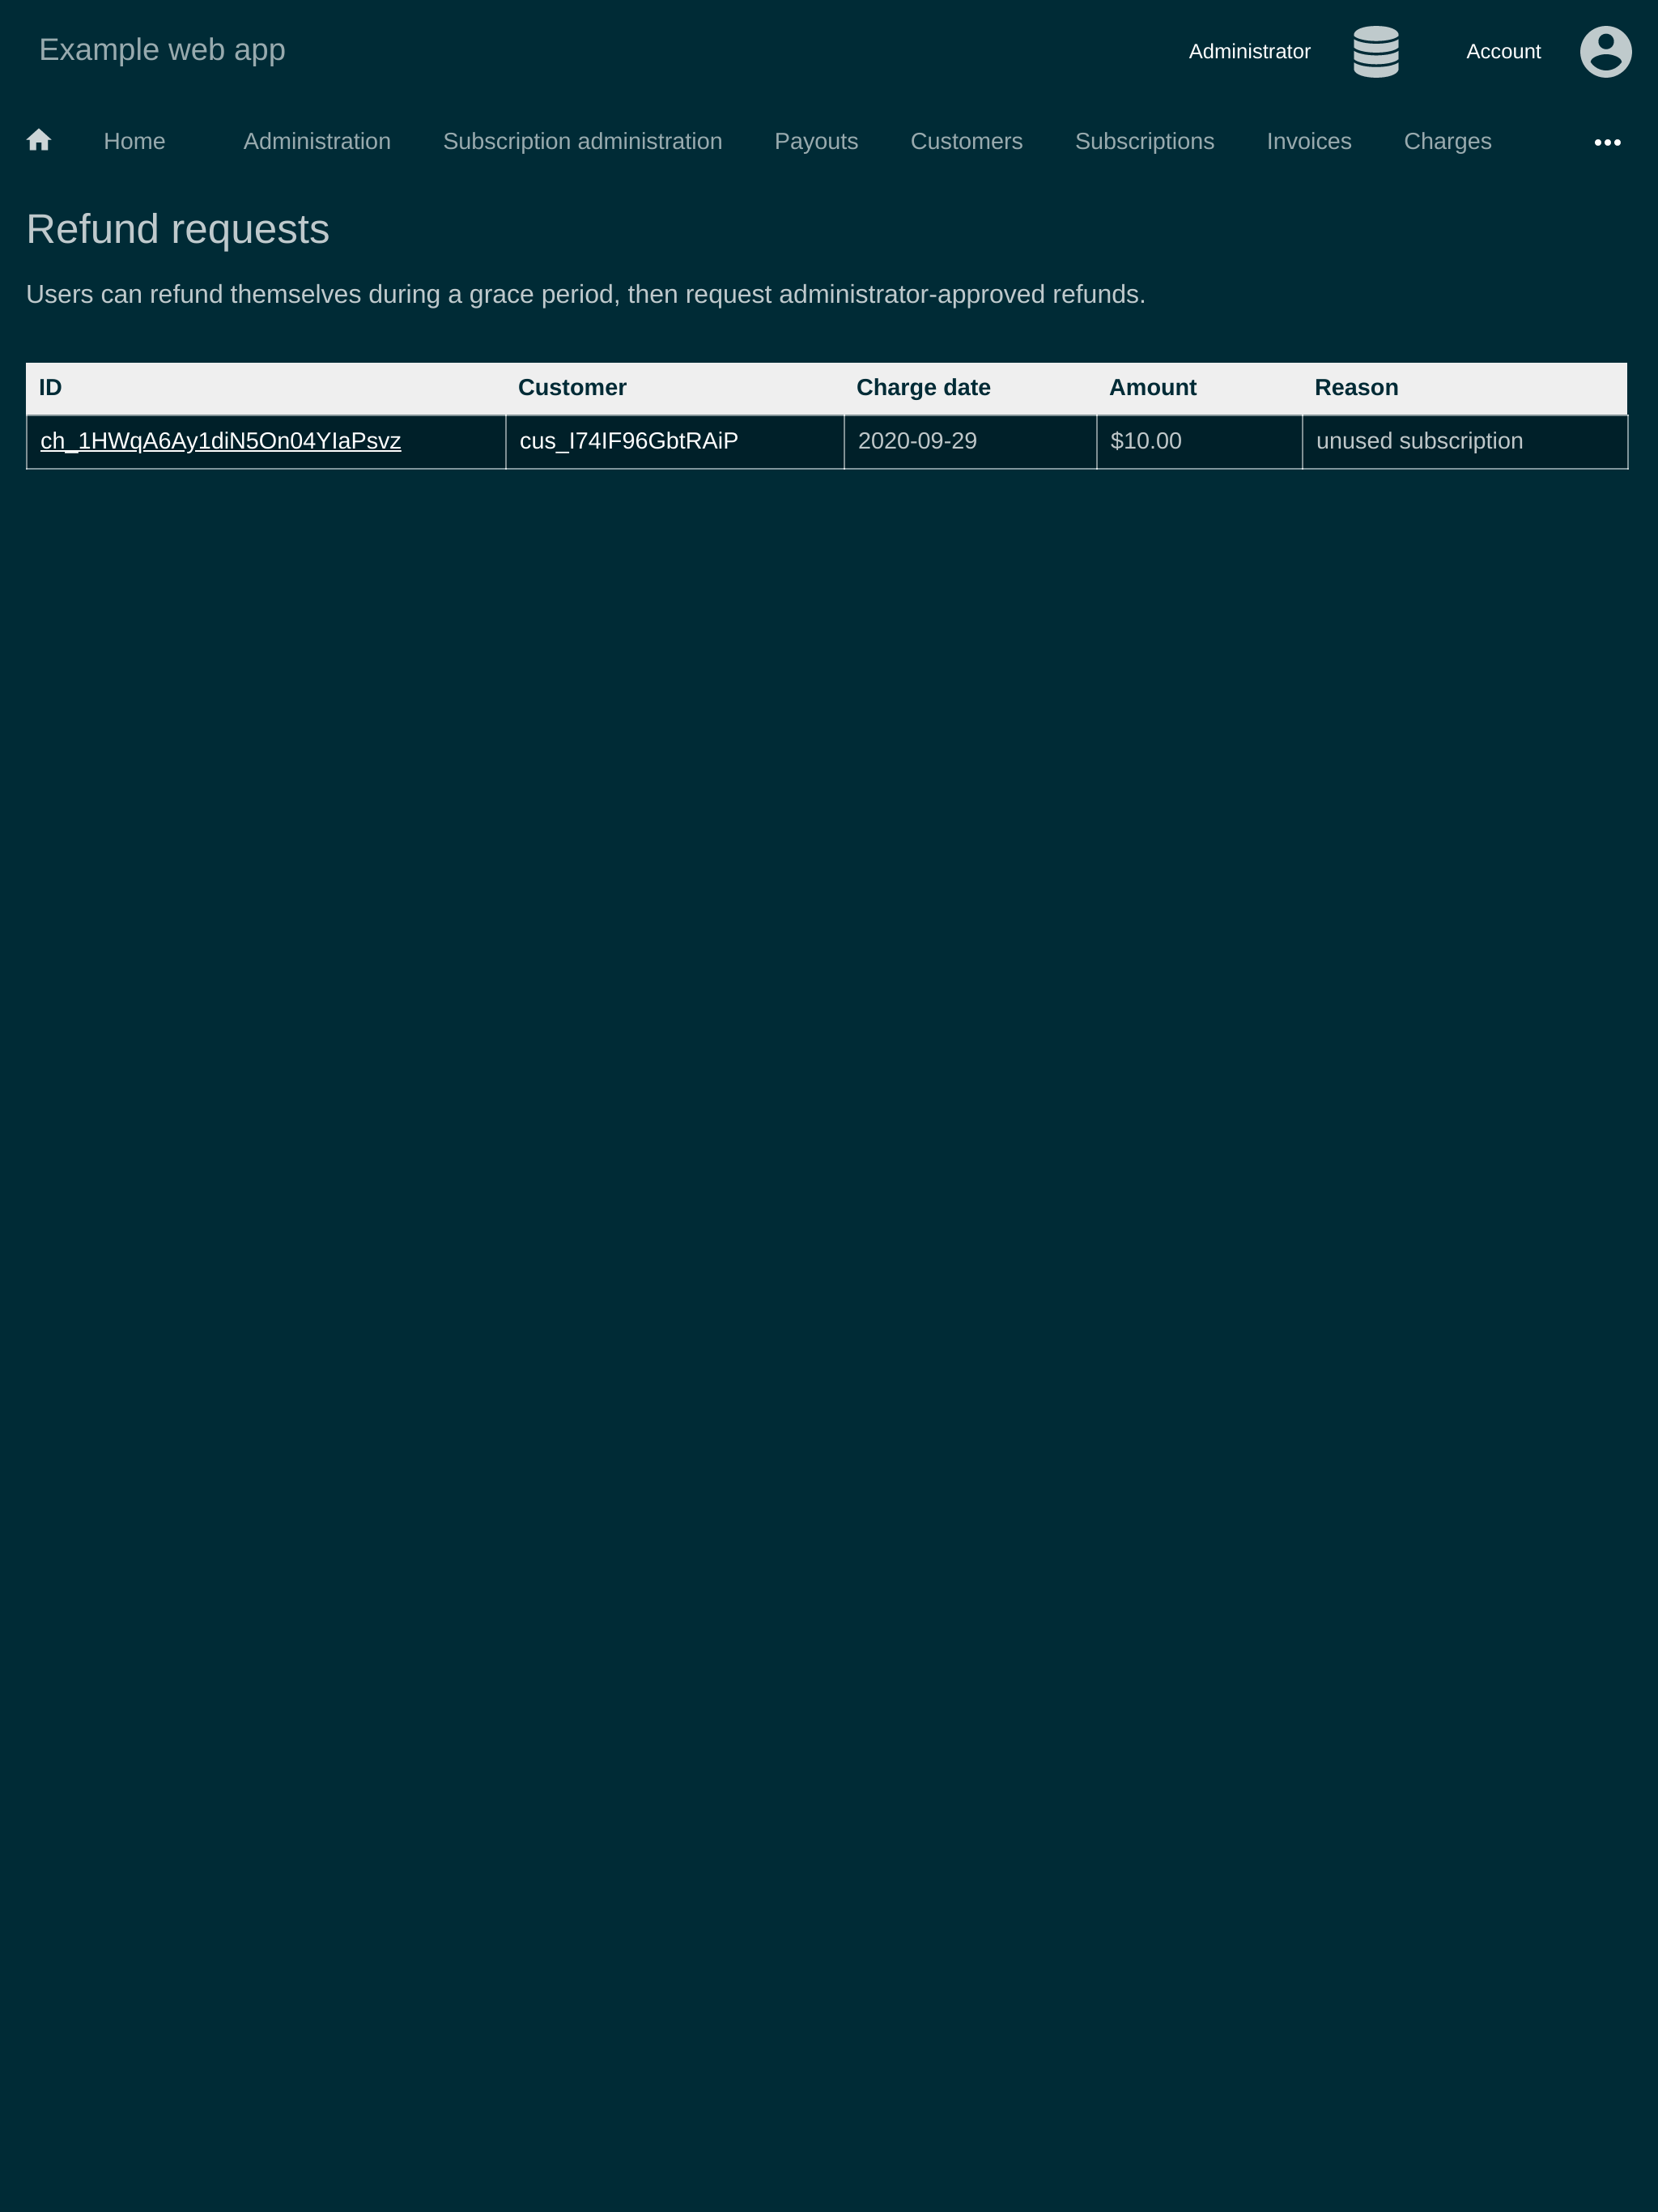 Example web app
Administrator Account
Home Administration Subscription administration Payouts Customers Subscriptions Invoices Charges •••
Refund requests
Users can refund themselves during a grace period, then request administrator-approved refunds.
ID Customer Charge date Amount Reason
ch_1HWqA6Ay1diN5On04YIaPsvz cus_I74IF96GbtRAiP 2020-09-29 $10.00 unused subscription